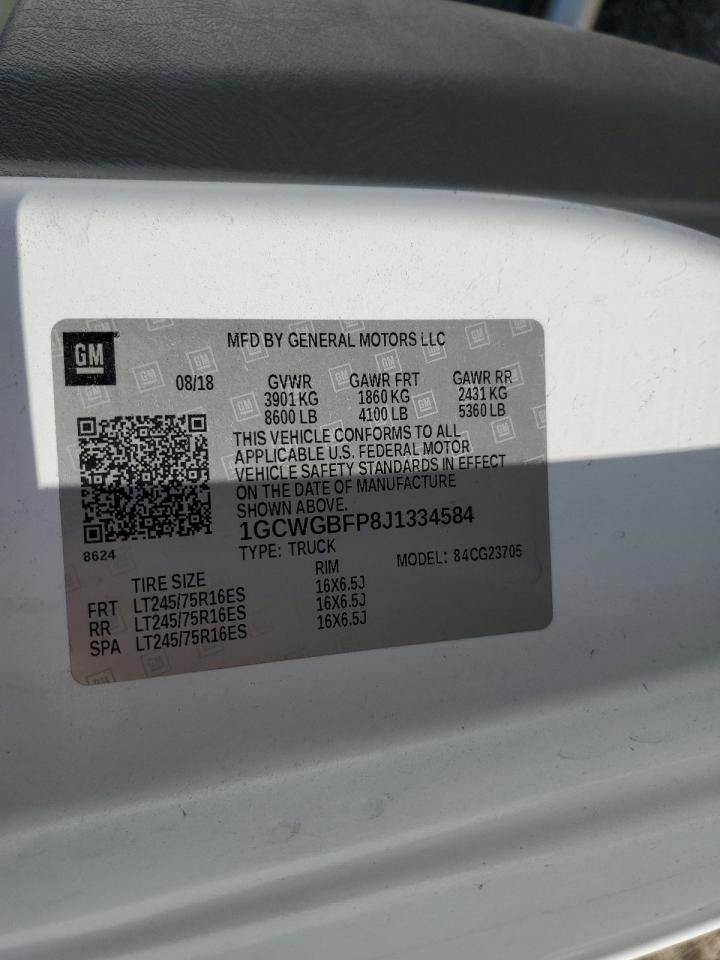 GM
MFD BY GENERAL MOTORS LLC
08/18 GVWR GAWR FRT GAWR RR
3901 KG 1860 KG 2431 KG
8600 LB 4100 LB 5360 LB
THIS VEHICLE CONFORMS TO ALL
APPLICABLE U.S. FEDERAL MOTOR
VEHICLE SAFETY STANDARDS IN EFFECT
ON THE DATE OF MANUFACTURE
SHOWN ABOVE.
1GCWGBFP8J1334584
8624
TYPE: TRUCK MODEL: 84CG23705
TIRE SIZE RIM
FRT LT245/75R16ES 16X6.5J
RR LT245/75R16ES 16X6.5J
SPA LT245/75R16ES 16X6.5J